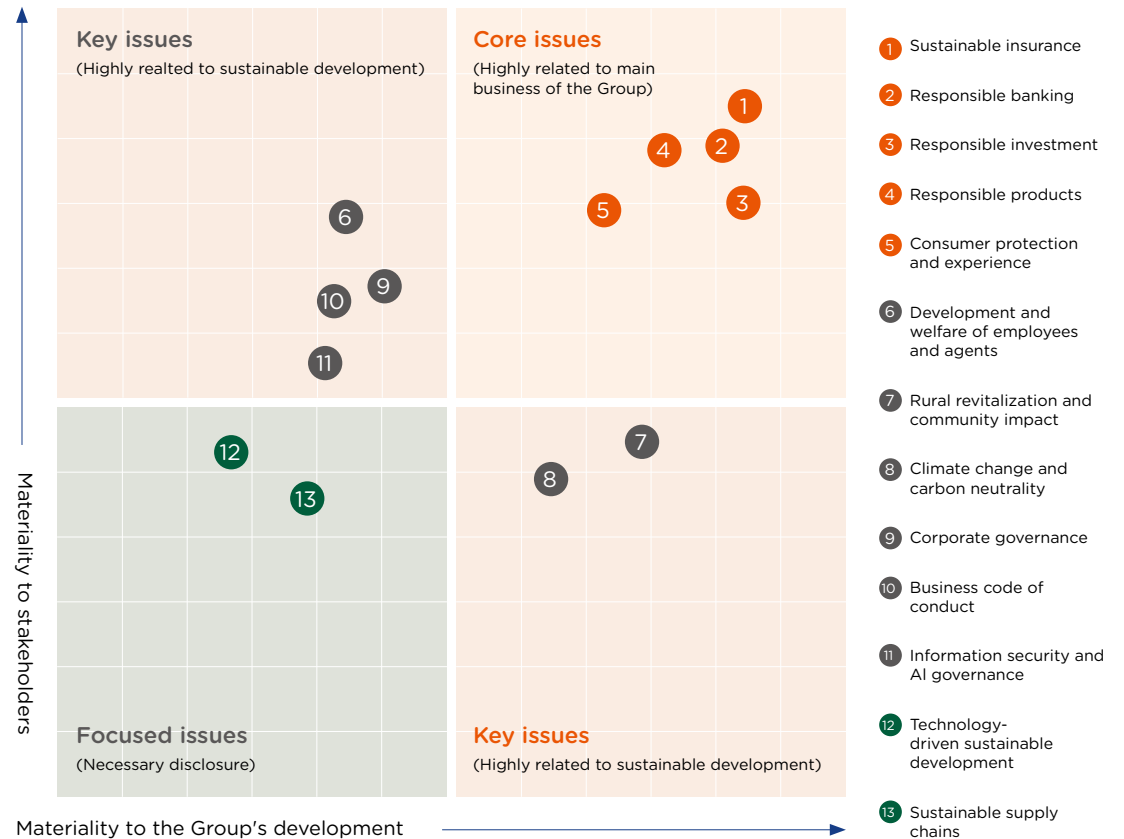 Key issues
(Highly realted to sustainable development)
Core issues
(Highly related to main
business of the Group)
1
4
2
5
3
6
9
10
11
12
13
7
8
Focused issues
(Necessary disclosure)
Key issues
(Highly related to sustainable development)
Materiality to stakeholders
Materiality to the Group's development
1 Sustainable insurance
2 Responsible banking
3 Responsible investment
4 Responsible products
5 Consumer protection
and experience
6 Development and
welfare of employees
and agents
7 Rural revitalization and
community impact
8 Climate change and
carbon neutrality
9 Corporate governance
10 Business code of
conduct
11 Information security and
AI governance
12 Technology-
driven sustainable
development
13 Sustainable supply
chains